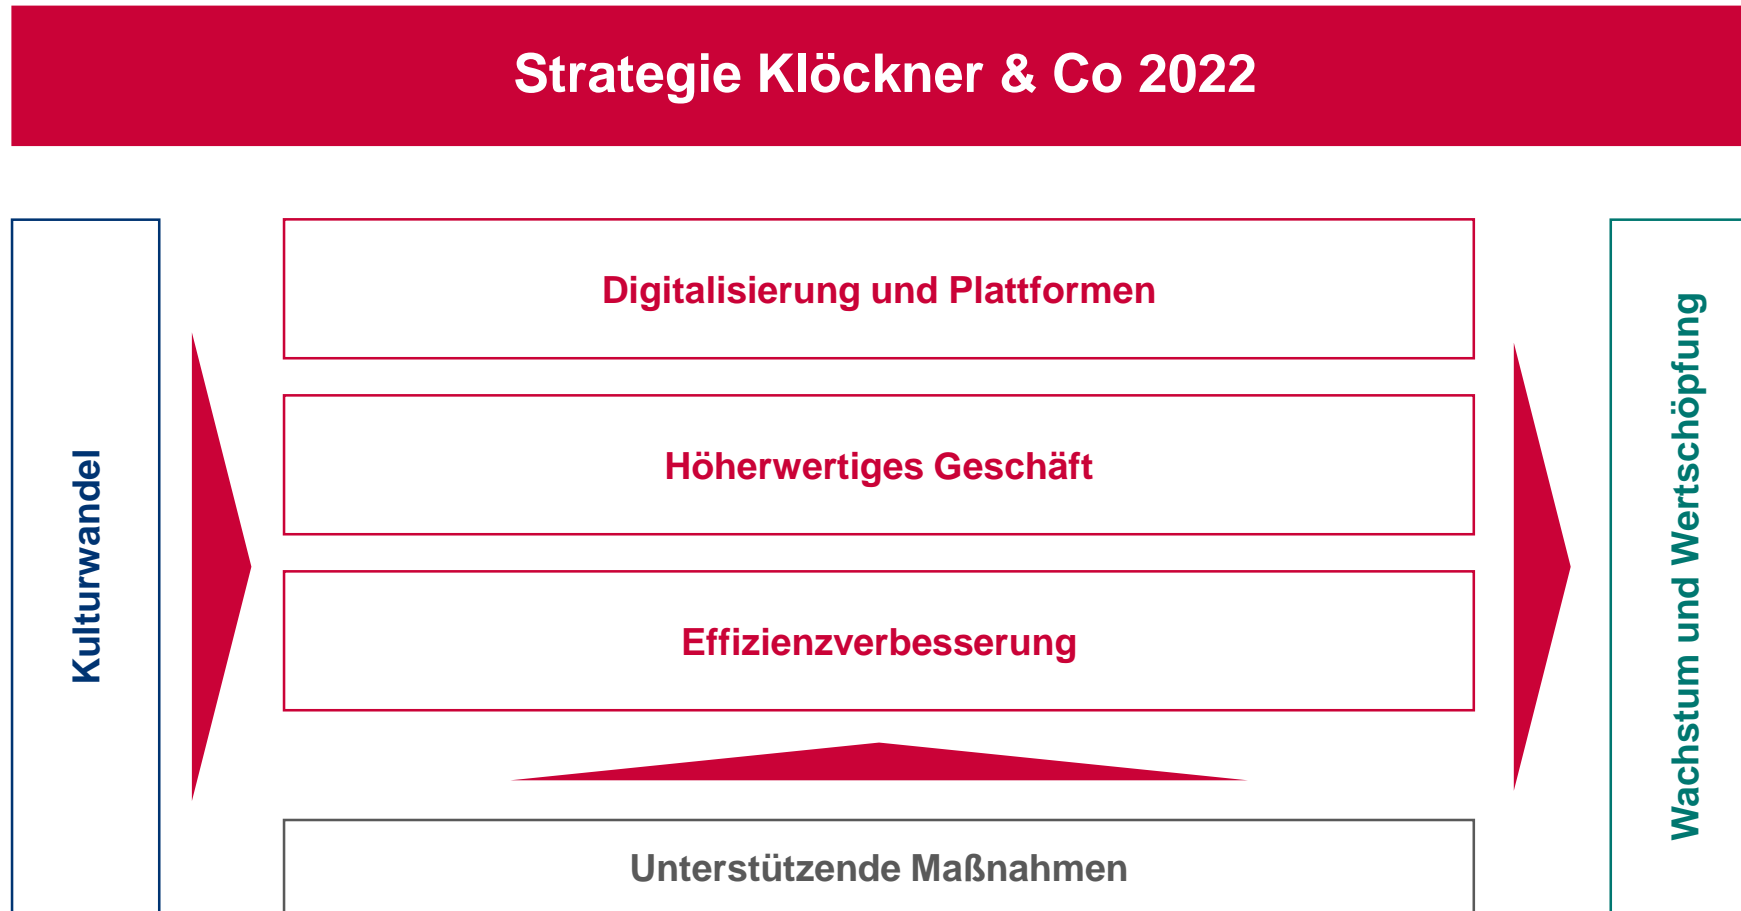 Strategie Klöckner & Co 2022
Kulturwandel
Digitalisierung und Plattformen
Höherwertiges Geschäft
Effizienzverbesserung
Unterstützende Maßnahmen
Wachstum und Wertschöpfung